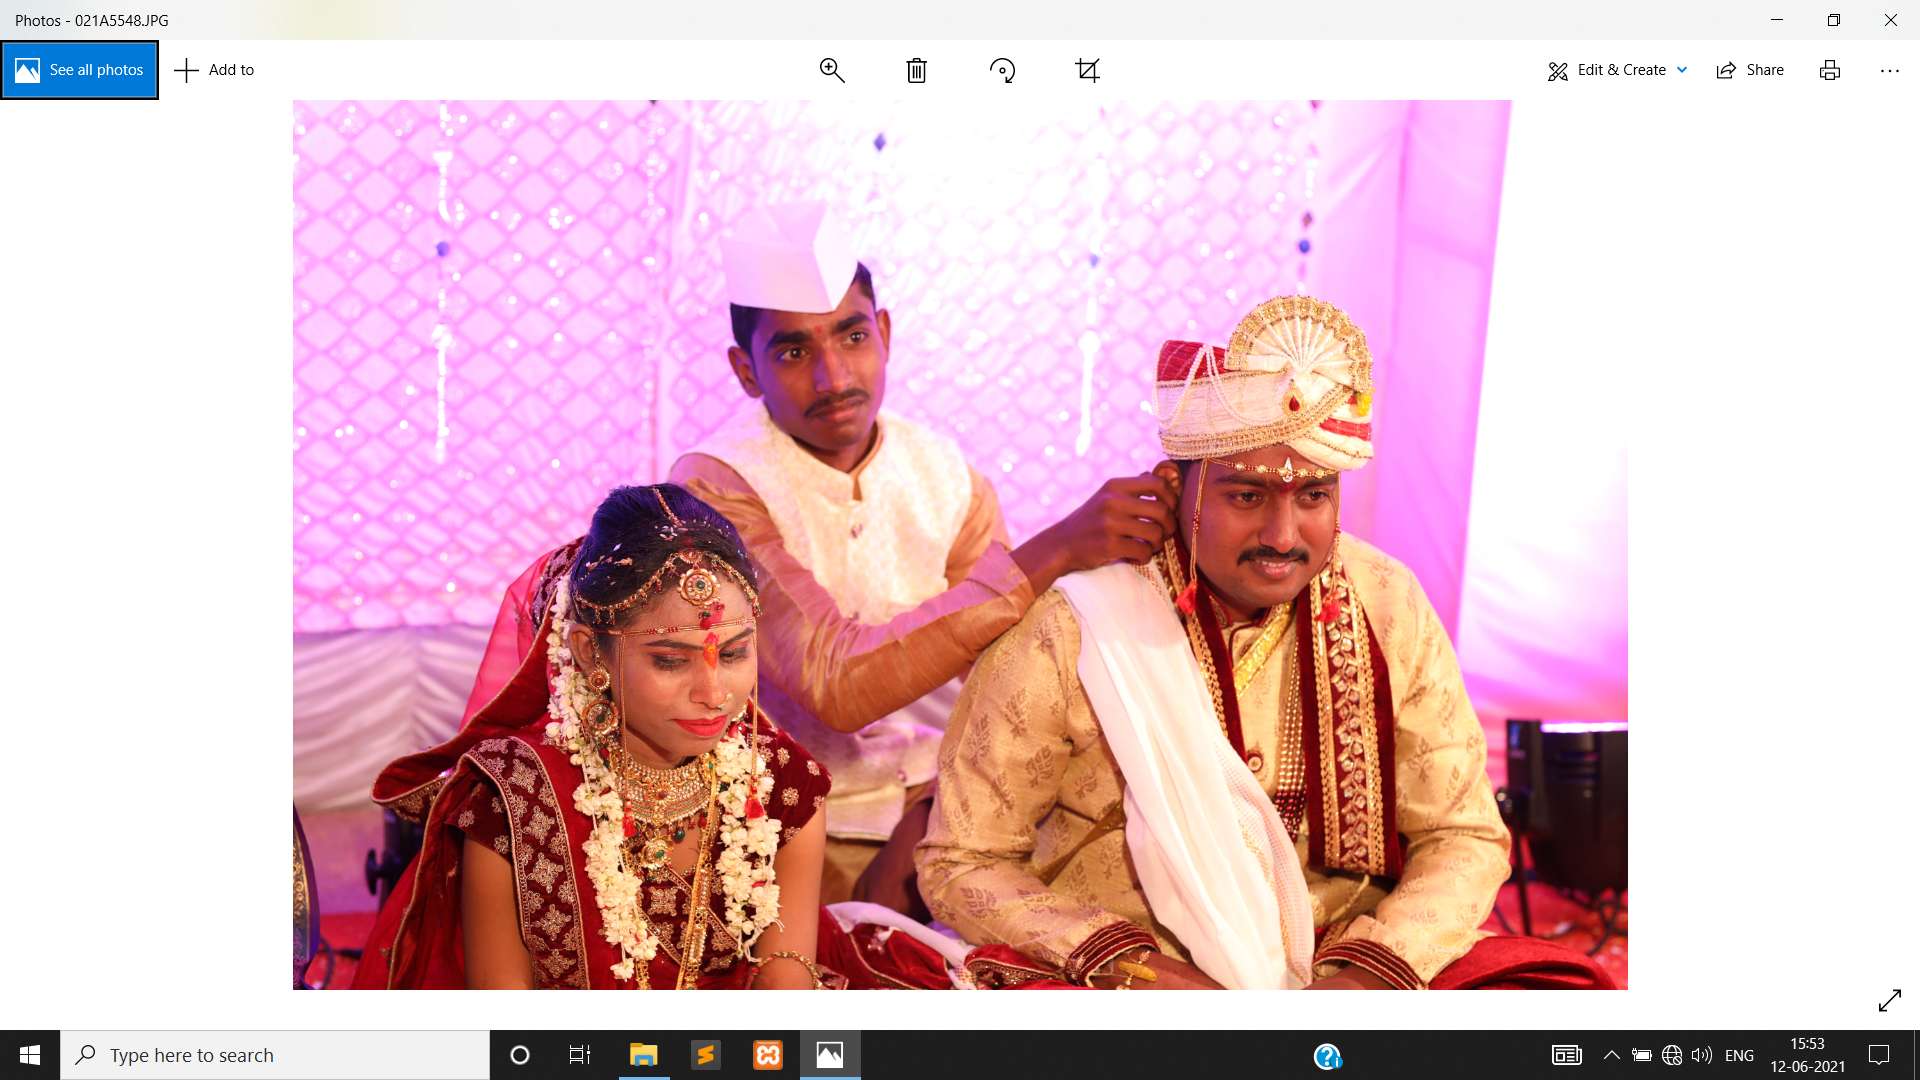 Photos - 021A5548.JPG
See all photos
Add to
Edit & Create
Share
Type here to search
ENG
15:53
12-06-2021